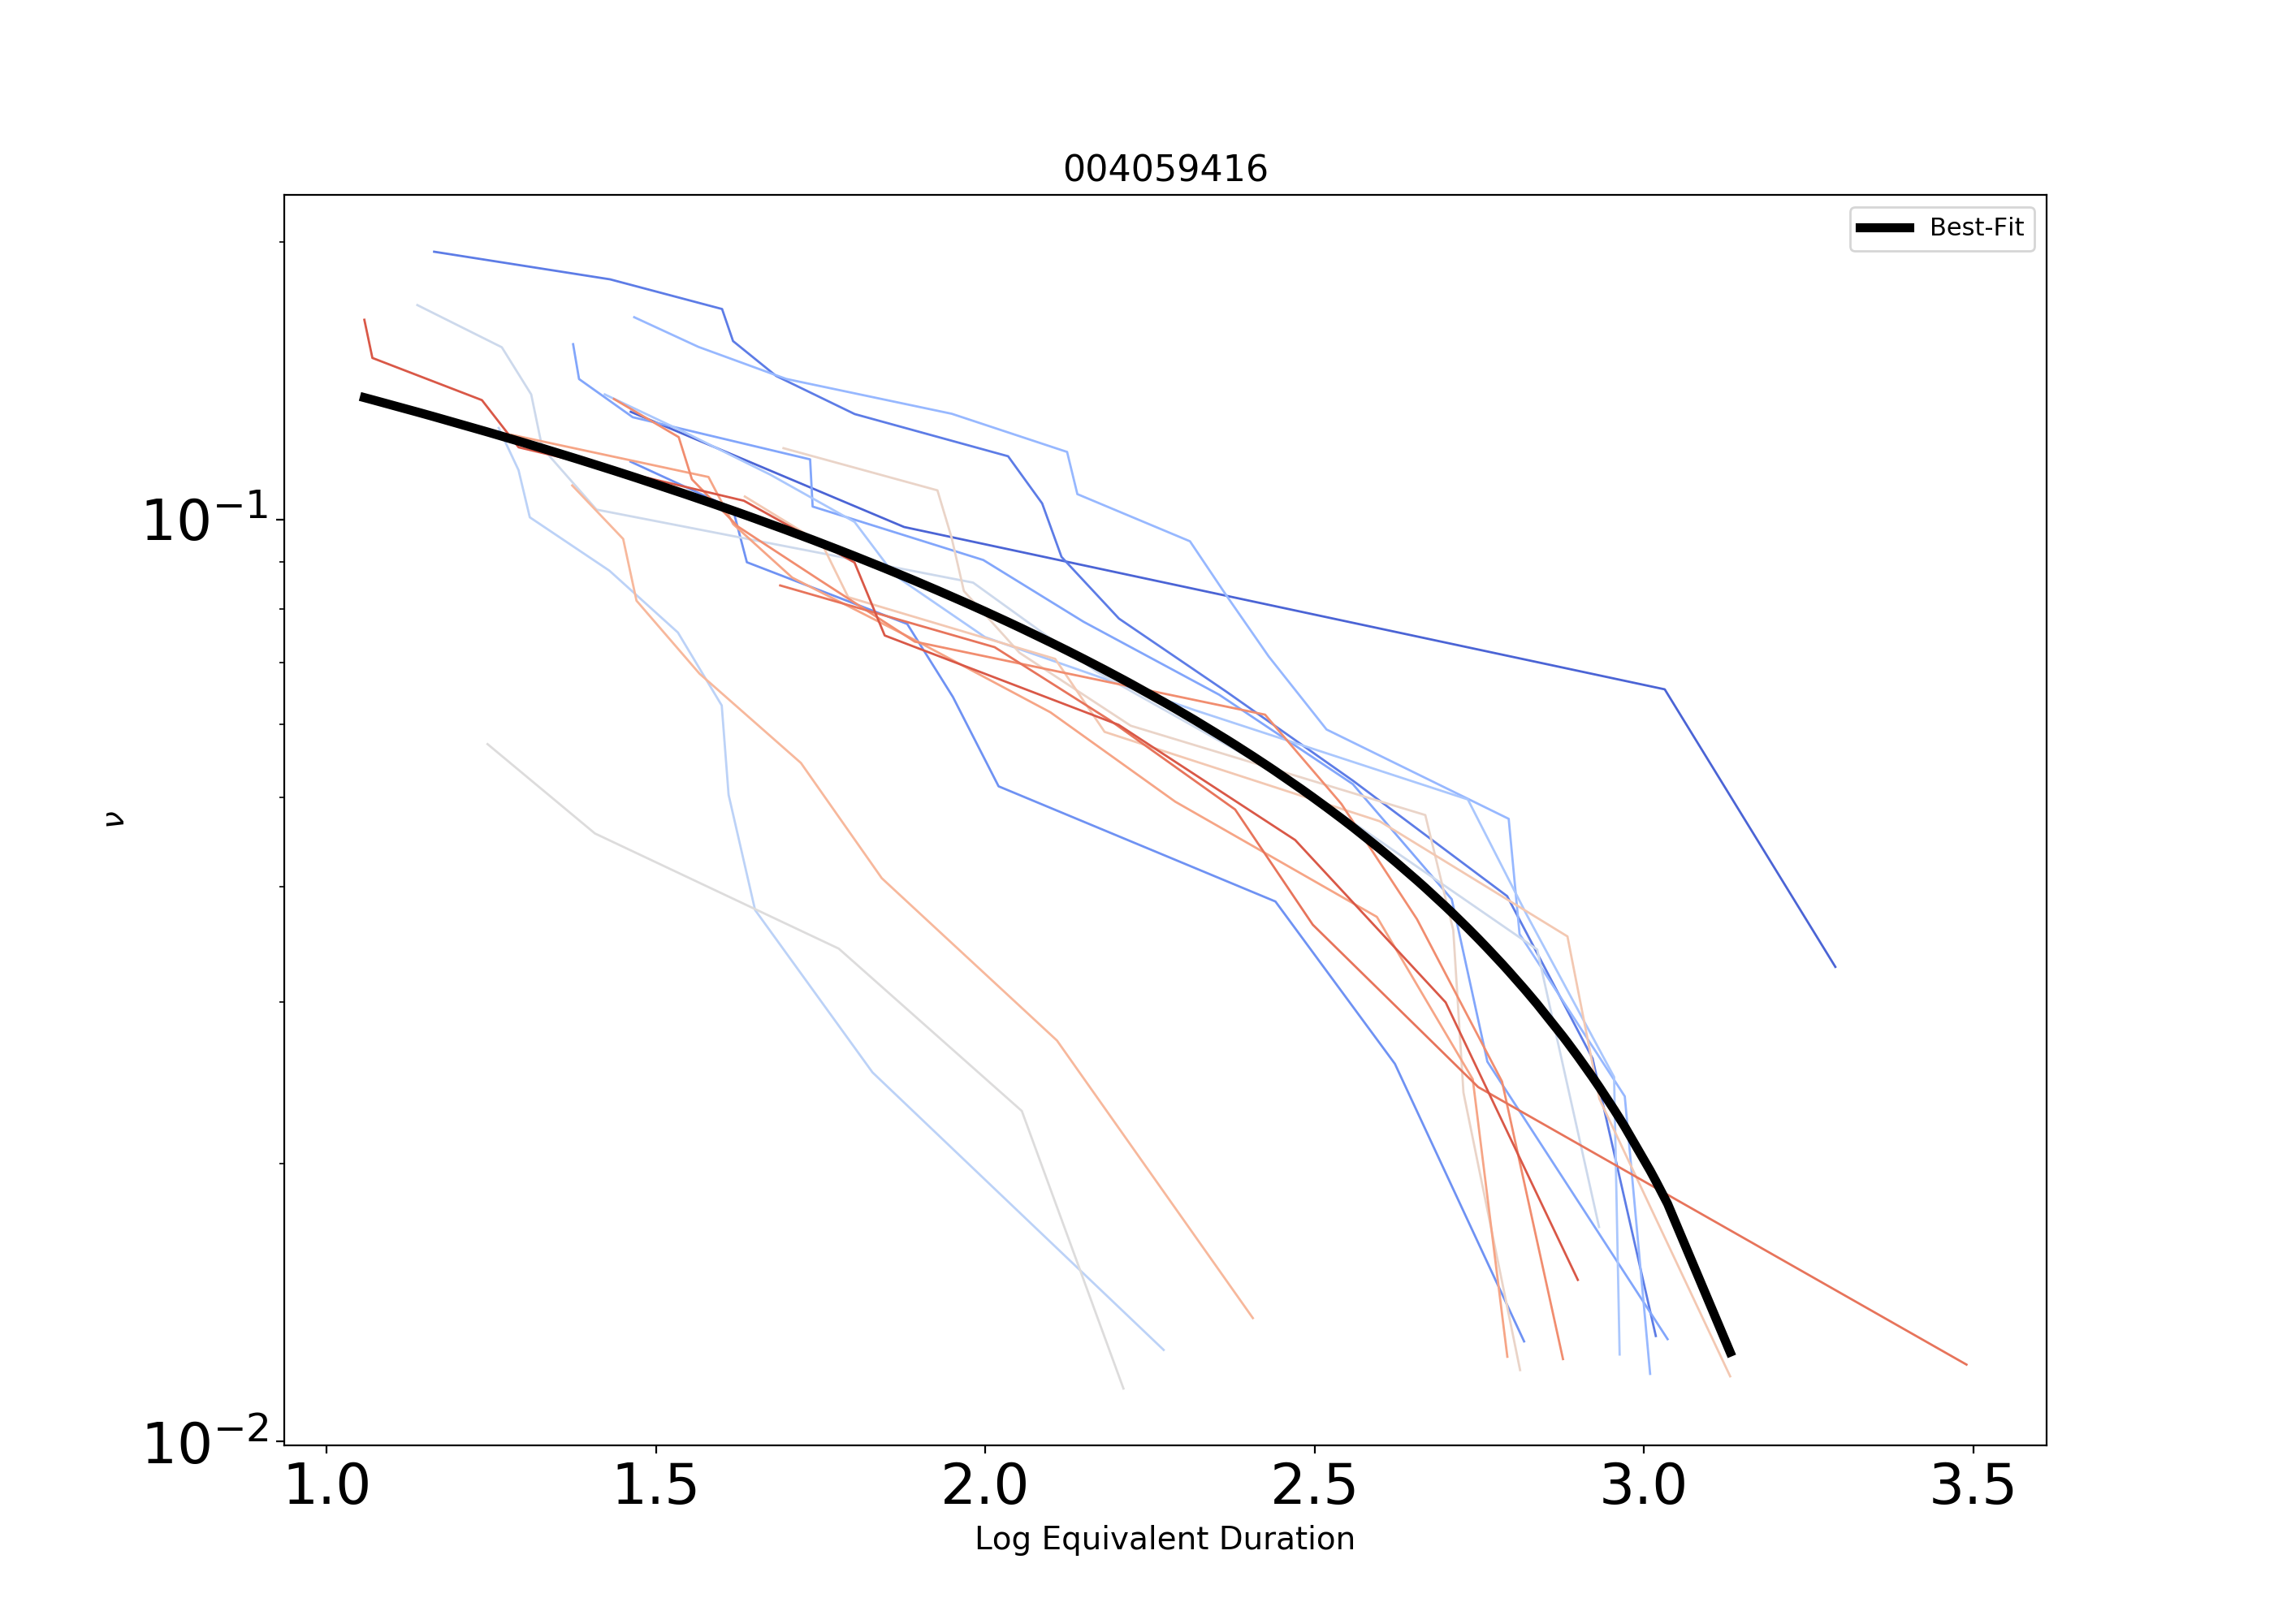 004059416
Best-Fit
10⁻¹
ν
10⁻²
1.0 1.5 2.0 2.5 3.0 3.5
Log Equivalent Duration